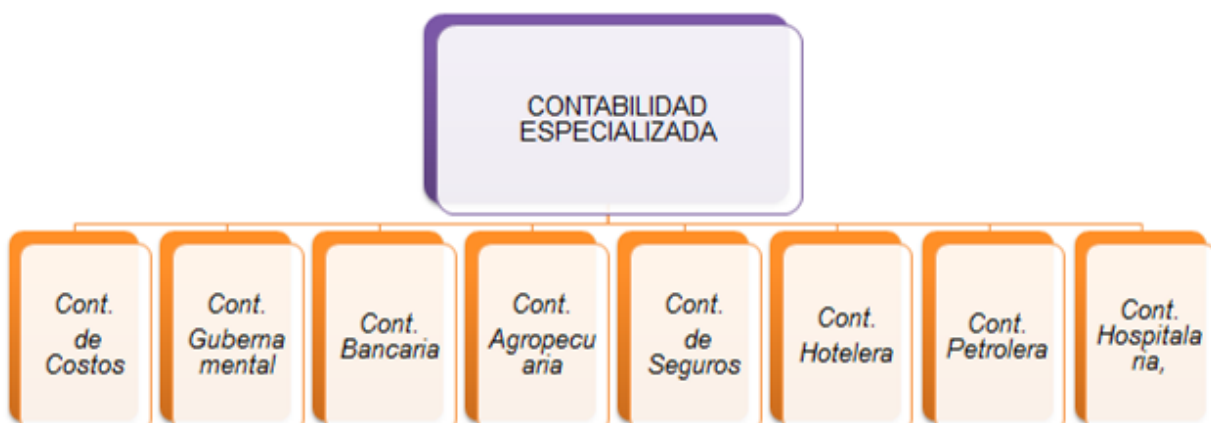 CONTABILIDAD
ESPECIALIZADA
Cont.
de
Costos
Cont.
Guberna
mental
Cont.
Bancaria
Cont.
Agropecu
aria
Cont.
de
Seguros
Cont.
Hotelera
Cont.
Petrolera
Cont.
Hospitala
ria,